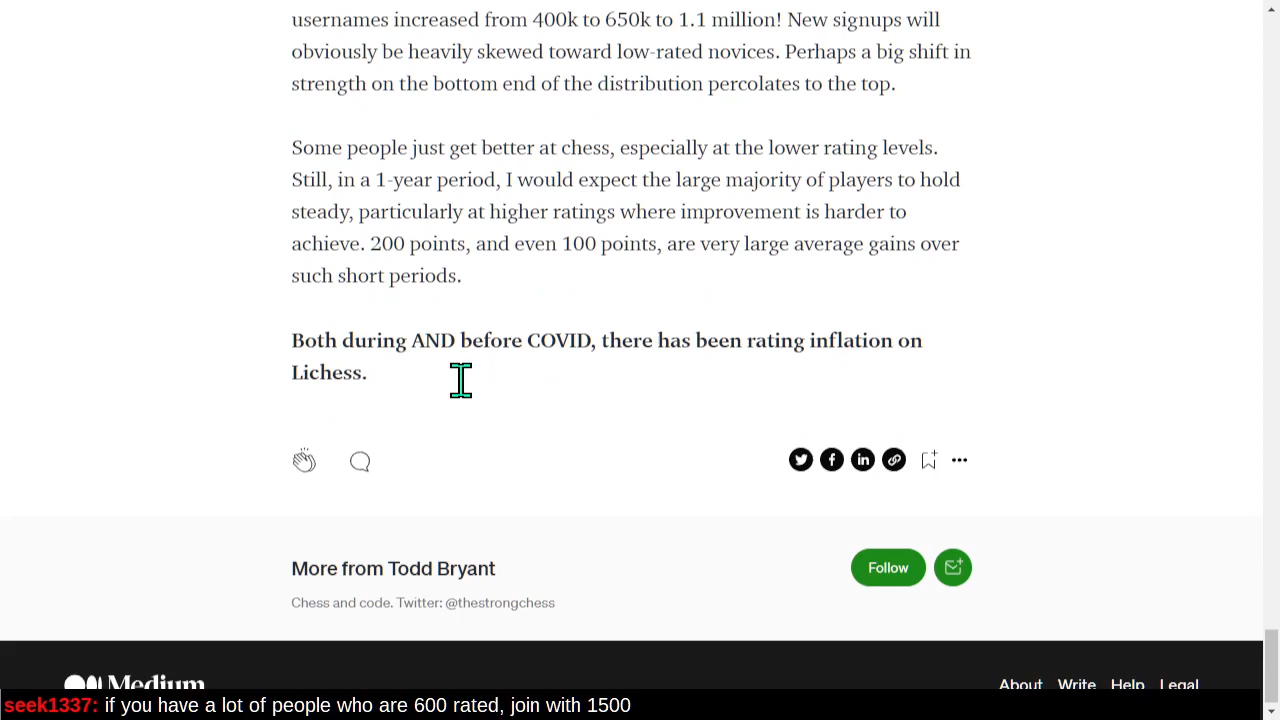 usernames increased from 400k to 650k to 1.1 million! New signups will
obviously be heavily skewed toward low-rated novices. Perhaps a big shift in
strength on the bottom end of the distribution percolates to the top.
Some people just get better at chess, especially at the lower rating levels.
Still, in a 1-year period, I would expect the large majority of players to hold
steady, particularly at higher ratings where improvement is harder to
achieve. 200 points, and even 100 points, are very large average gains over
such short periods.
Both during AND before COVID, there has been rating inflation on
Lichess.
More from Todd Bryant
Follow
Chess and code. Twitter: @thestrongchess
Medium
About Write Help Legal
seek1337: if you have a lot of people who are 600 rated, join with 1500